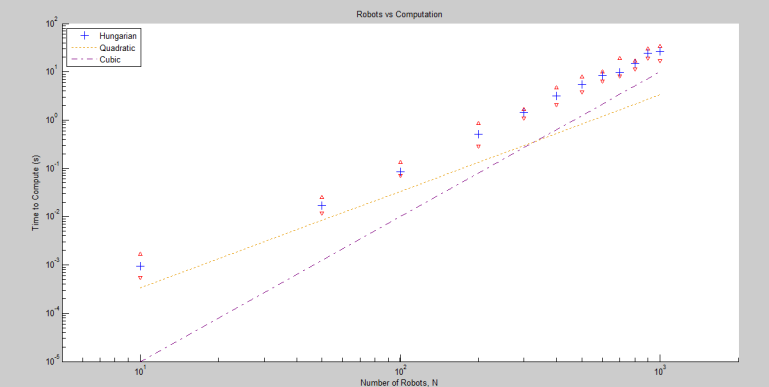 Robots vs Computation
Hungarian
Quadratic
Cubic
Time to Compute (s)
10^2
10^1
10^0
10^-1
10^-2
10^-3
10^-4
10^-5
10^1
10^2
10^3
Number of Robots, N